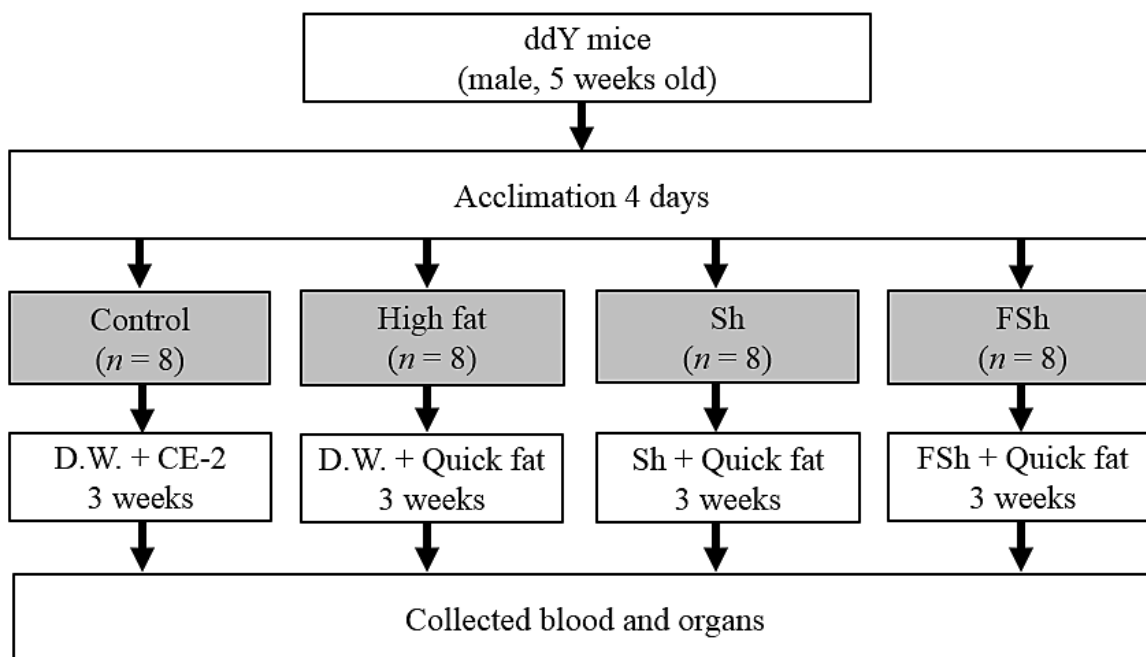 ddY mice
(male, 5 weeks old)
Acclimation 4 days
Control
(n = 8)
High fat
(n = 8)
Sh
(n = 8)
FSh
(n = 8)
D.W. + CE-2
3 weeks
D.W. + Quick fat
3 weeks
Sh + Quick fat
3 weeks
FSh + Quick fat
3 weeks
Collected blood and organs